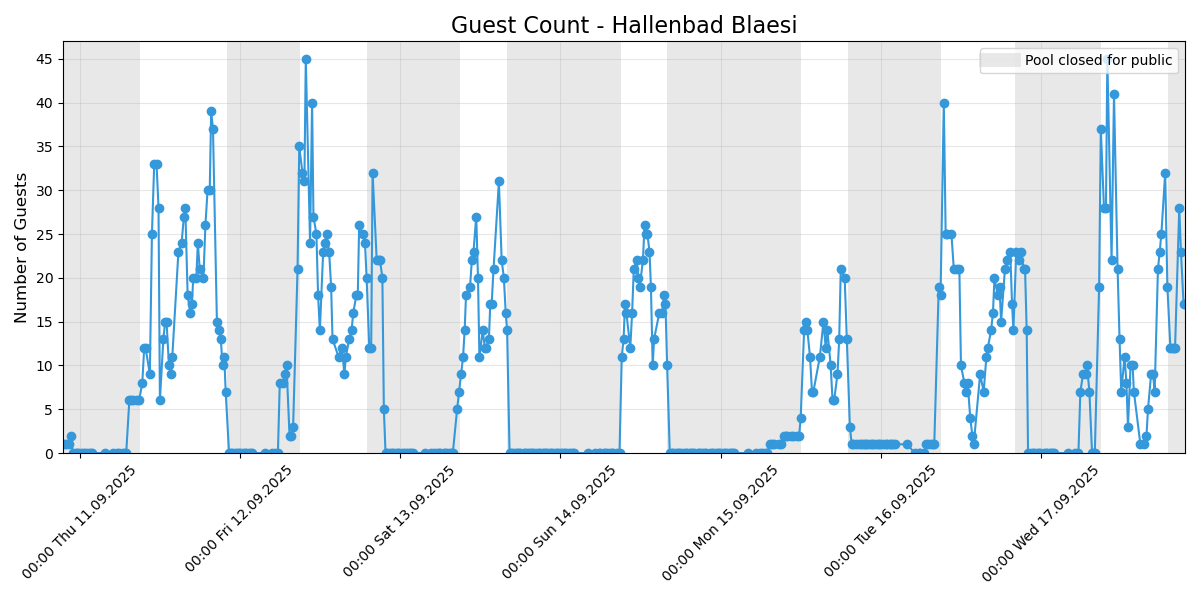 Guest Count - Hallenbad Blaesi
Pool closed for public
Number of Guests
45
40
35
30
25
20
15
10
5
0
00:00 Thu 11.09.2025
00:00 Fri 12.09.2025
00:00 Sat 13.09.2025
00:00 Sun 14.09.2025
00:00 Mon 15.09.2025
00:00 Tue 16.09.2025
00:00 Wed 17.09.2025